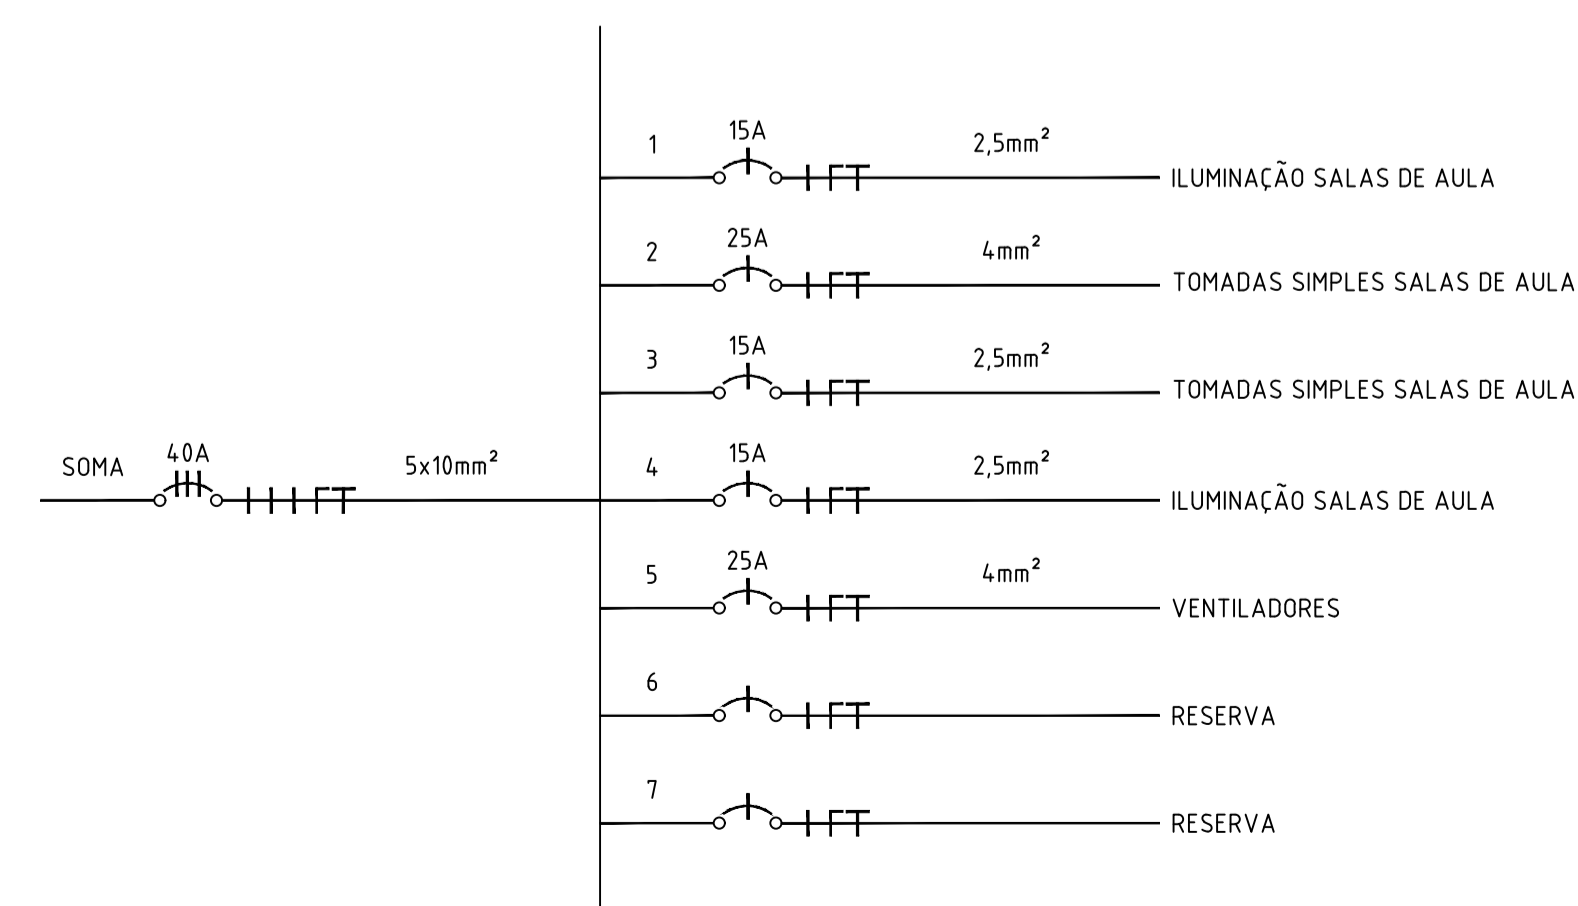 1 15A 2,5mm²
ILUMINAÇÃO SALAS DE AULA
2 25A 4mm²
TOMADAS SIMPLES SALAS DE AULA
3 15A 2,5mm²
TOMADAS SIMPLES SALAS DE AULA
SOMA 40A 5x10mm² 4 15A 2,5mm²
ILUMINAÇÃO SALAS DE AULA
5 25A 4mm²
VENTILADORES
6
RESERVA
7
RESERVA